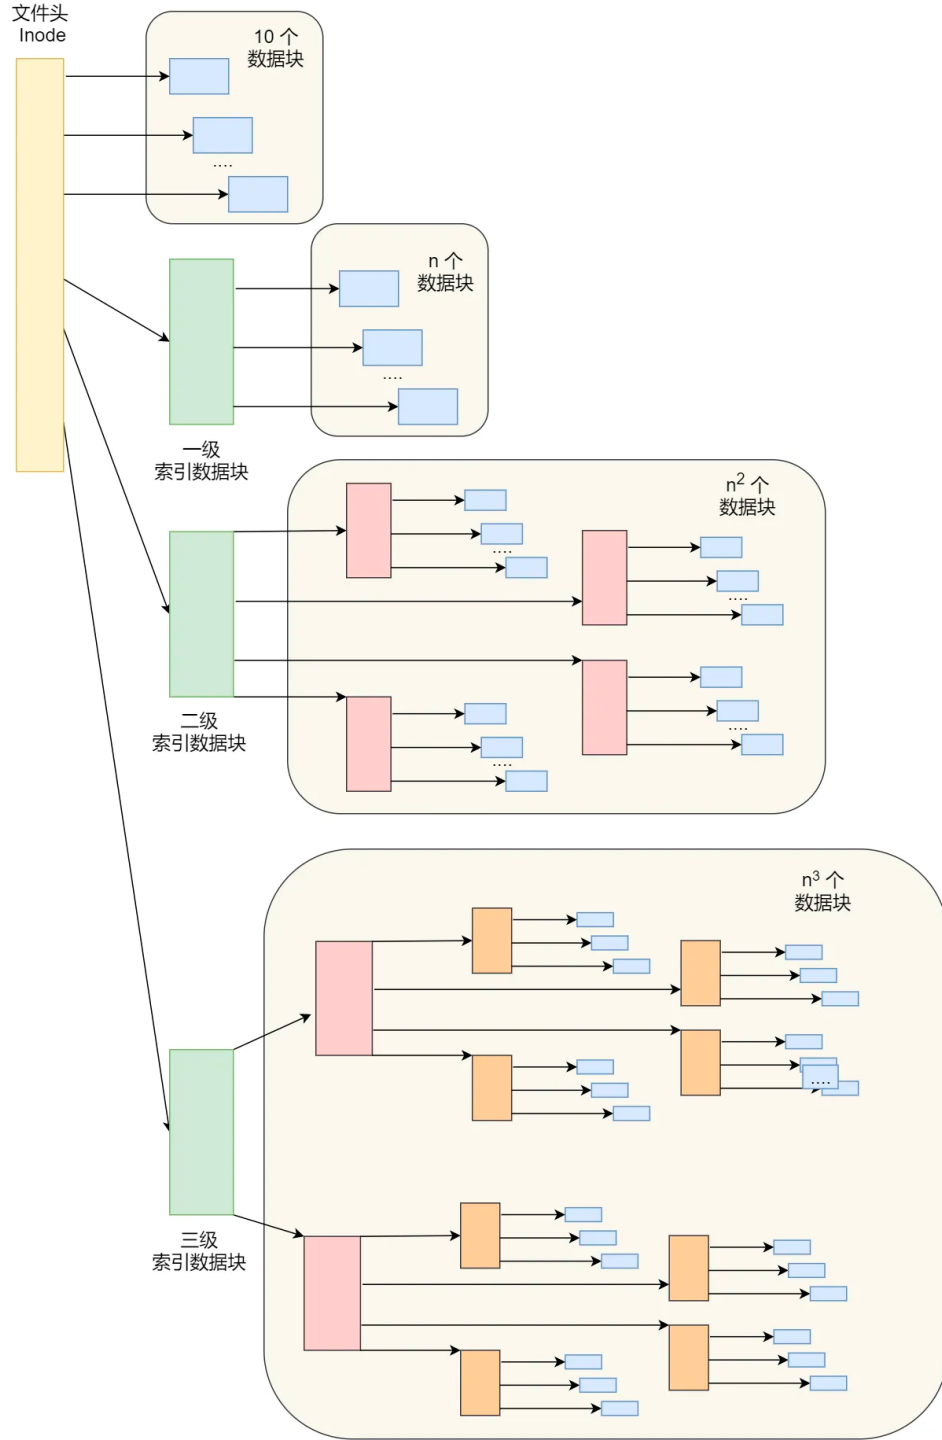 文件头
Inode
10 个
数据块
....
n 个
数据块
....
一级
索引数据块
n² 个
数据块
....
....
二级
索引数据块
....
....
n³ 个
数据块
....
三级
索引数据块